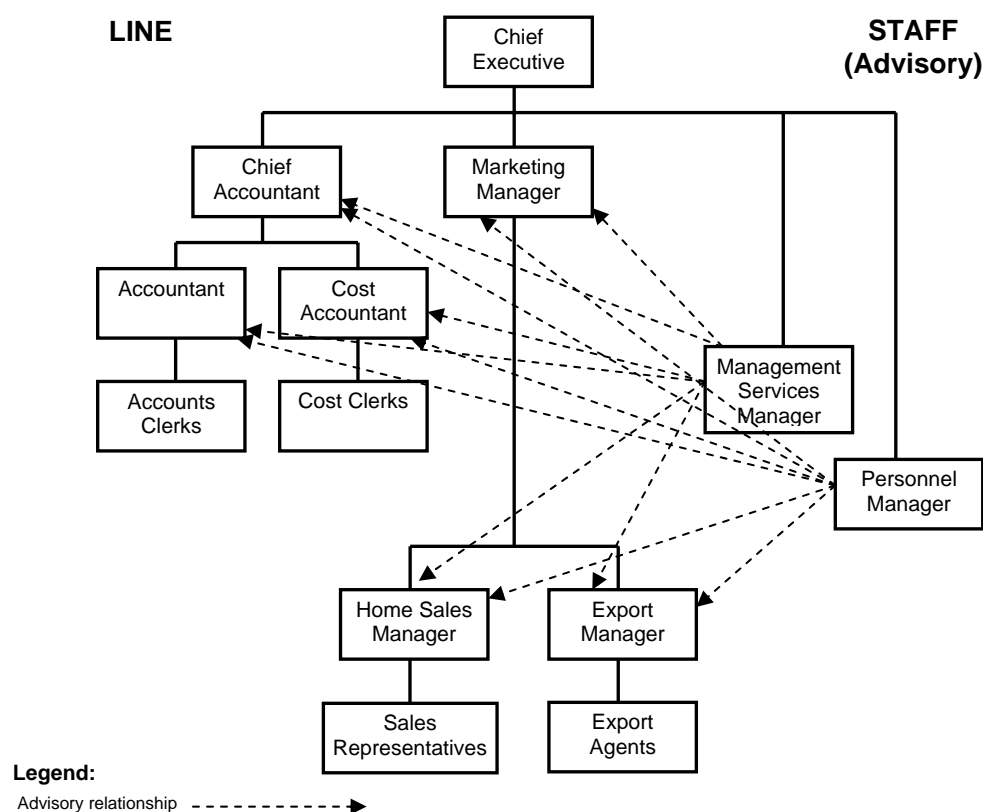 LINE
Chief
Executive
STAFF
(Advisory)
Chief
Accountant
Marketing
Manager
Accountant
Cost
Accountant
Management
Services
Manager
Accounts
Clerks
Cost Clerks
Personnel
Manager
Home Sales
Manager
Export
Manager
Sales
Representatives
Export
Agents
Legend:
Advisory relationship